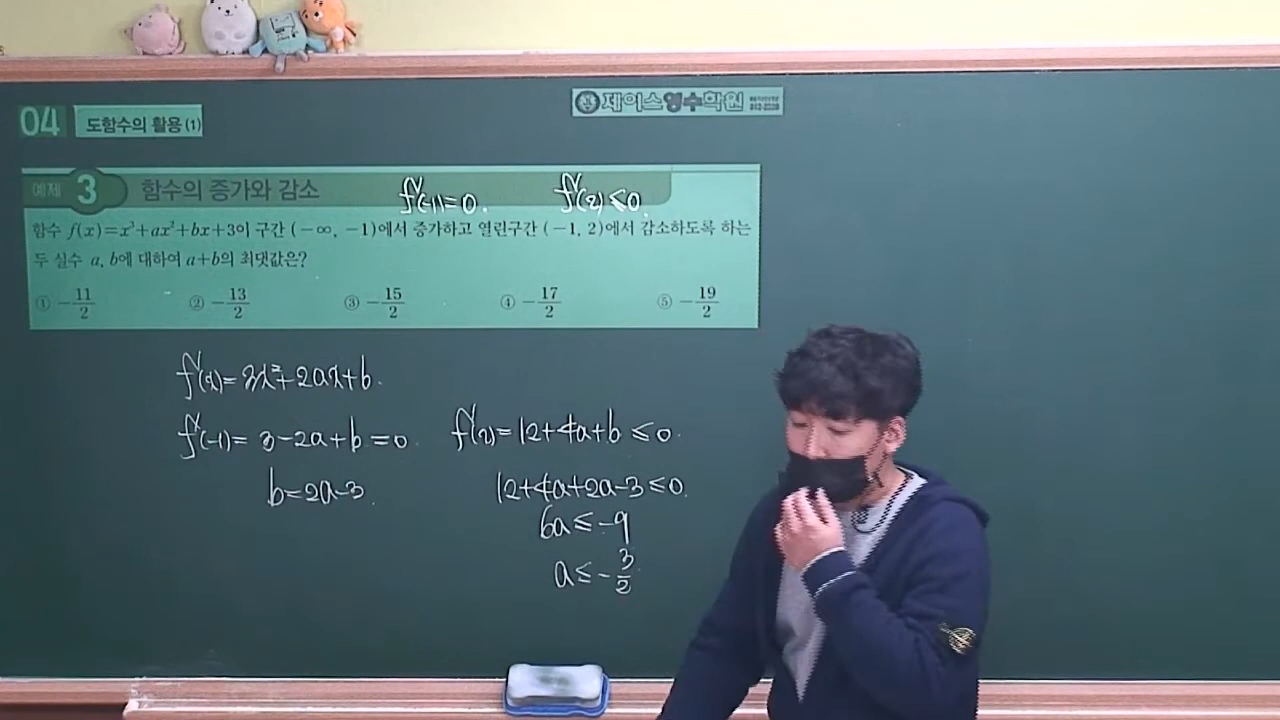 04 도함수의 활용 (1)
제이스영수학원
예제 3 함수의 증가와 감소
f'(-1)=0. f'(2)≤0.
함수 f(x)=x³+ax²+bx+3이 구간 (-∞, -1)에서 증가하고 열린구간 (-1, 2)에서 감소하도록 하는
두 실수 a, b에 대하여 a+b의 최댓값은?
① -11/2 ② -13/2 ③ -15/2 ④ -17/2 ⑤ -19/2
f'(x)=3x²+2ax+b.
f'(-1)= 3-2a+b=0 f'(2)=12+4a+b≤0.
b=2a-3. 12+4a+2a-3≤0.
6a≤-9
a≤-3/2